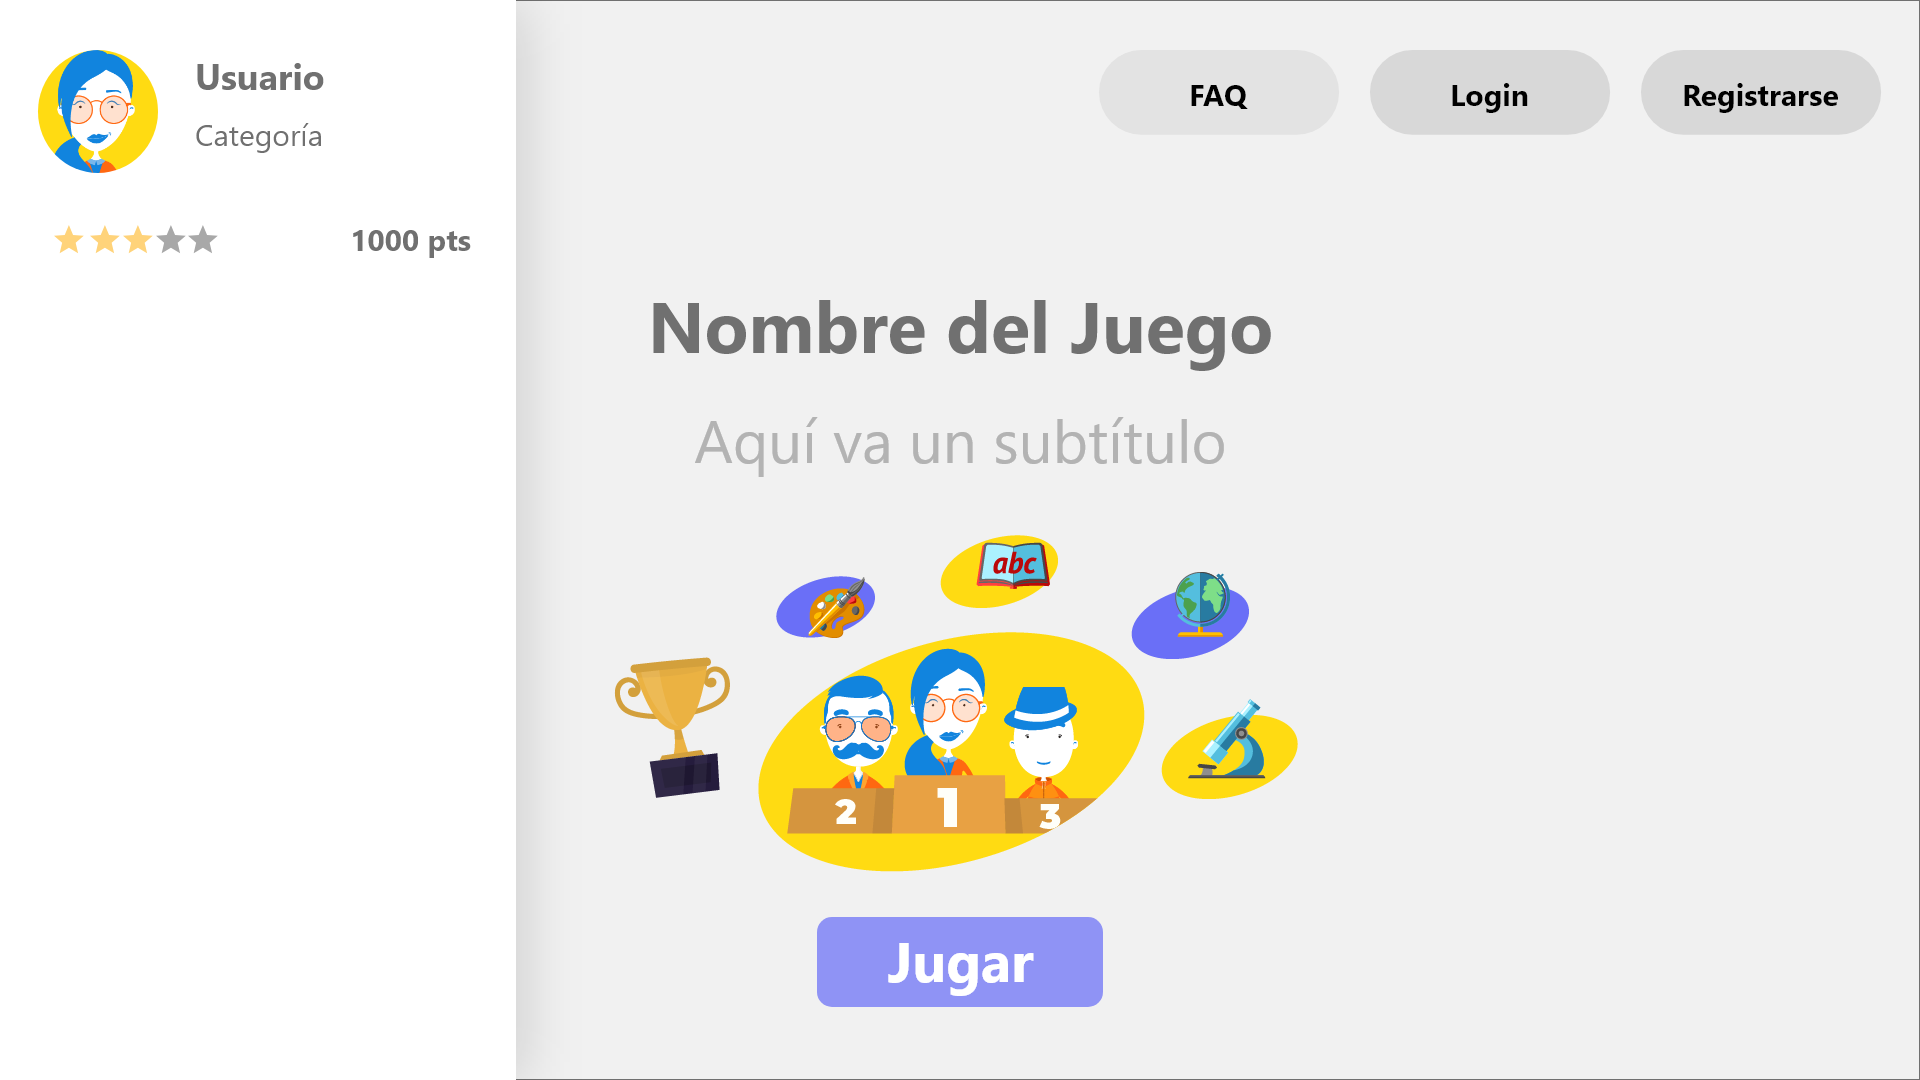 Usuario
Categoría
1000 pts
FAQ
Login
Registrarse
Nombre del Juego
Aquí va un subtítulo
abc
2
1
3
Jugar